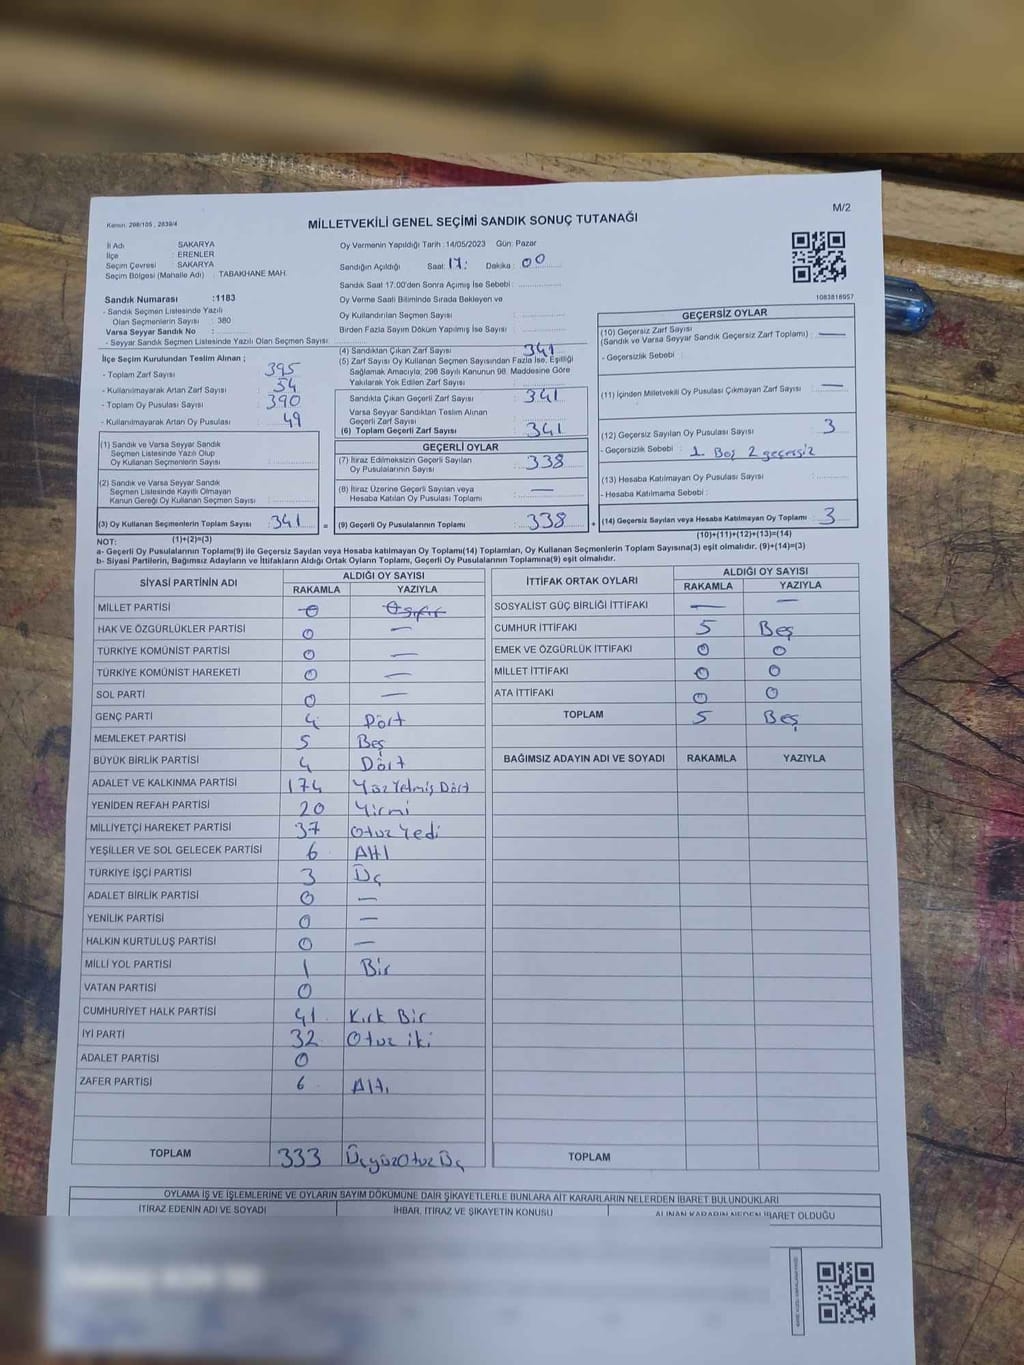 M/2
Kanun: 298/105 , 2839/4
MİLLETVEKİLİ GENEL SEÇİMİ SANDIK SONUÇ TUTANAĞI
İl Adı : SAKARYA
İlçe : ERENLER
Seçim Çevresi : SAKARYA
Seçim Bölgesi (Mahalle Adı) : TABAKHANE MAH.
Sandık Numarası :1183
- Sandık Seçmen Listesinde Yazılı
Olan Seçmenlerin Sayısı : 380
Varsa Seyyar Sandık No :
- Seyyar Sandık Seçmen Listesinde Yazılı Olan Seçmen Sayısı:
Oy Vermenin Yapıldığı Tarih :14/05/2023 Gün: Pazar
Sandığın Açıldığı Saat: 17: Dakika: 00
Sandık Saat 17.00'den Sonra Açılmış İse Sebebi :
Oy Verme Saati Bitiminde Sırada Bekleyen ve
Oy Kullandırılan Seçmen Sayısı :
Birden Fazla Sayım Döküm Yapılmış İse Sayısı :
1083816957
İlçe Seçim Kurulundan Teslim Alınan ;
- Toplam Zarf Sayısı : 395
- Kullanılmayarak Artan Zarf Sayısı : 54
- Toplam Oy Pusulası Sayısı : 390
- Kullanılmayarak Artan Oy Pusulası : 49
(1) Sandık ve Varsa Seyyar Sandık
Seçmen Listesinde Yazılı Olup
Oy Kullanan Seçmenlerin Sayısı :
(2) Sandık ve Varsa Seyyar Sandık
Seçmen Listesinde Kayıtlı Olmayan
Kanun Gereği Oy Kullanan Seçmen Sayısı :
(3) Oy Kullanan Seçmenlerin Toplam Sayısı : 341 =
(4) Sandıktan Çıkan Zarf Sayısı 341
(5) Zarf Sayısı Oy Kullanan Seçmen Sayısından Fazla İse, Eşitliği
Sağlamak Amacıyla; 298 Sayılı Kanunun 98. Maddesine Göre
Yakılarak Yok Edilen Zarf Sayısı :
Sandıkta Çıkan Geçerli Zarf Sayısı : 341
Varsa Seyyar Sandıktan Teslim Alınan
Geçerli Zarf Sayısı :
(6) Toplam Geçerli Zarf Sayısı : 341
GEÇERLİ OYLAR
(7) İtiraz Edilmeksizin Geçerli Sayılan
Oy Pusulalarının Sayısı : 338
(8) İtiraz Üzerine Geçerli Sayılan veya
Hesaba Katılan Oy Pusulası Toplamı : —
(9) Geçerli Oy Pusulalarının Toplamı : 338 +
GEÇERSİZ OYLAR
(10) Geçersiz Zarf Sayısı
(Sandık ve Varsa Seyyar Sandık Geçersiz Zarf Toplamı) : —
- Geçersizlik Sebebi :
(11) İçinden Milletvekili Oy Pusulası Çıkmayan Zarf Sayısı : —
(12) Geçersiz Sayılan Oy Pusulası Sayısı : 3
- Geçersizlik Sebebi : 1 Boş 2 geçersiz
(13) Hesaba Katılmayan Oy Pusulası Sayısı :
- Hesaba Katılmama Sebebi :
(14) Geçersiz Sayılan veya Hesaba Katılmayan Oy Toplamı : 3
NOT: (1)+(2)=(3) (10)+(11)+(12)+(13)=(14)
a- Geçerli Oy Pusulalarının Toplamı(9) ile Geçersiz Sayılan veya Hesaba katılmayan Oy Toplamı(14) Toplamları, Oy Kullanan Seçmenlerin Toplam Sayısına(3) eşit olmalıdır. (9)+(14)=(3)
b- Siyasi Partilerin, Bağımsız Adayların ve İttifakların Aldığı Ortak Oyların Toplamı, Geçerli Oy Pusulalarının Toplamına(9) eşit olmalıdır.
SİYASİ PARTİNİN ADI ALDIĞI OY SAYISI
RAKAMLA YAZIYLA
MİLLET PARTİSİ 0 0 sıfır
HAK VE ÖZGÜRLÜKLER PARTİSİ 0 —
TÜRKİYE KOMÜNİST PARTİSİ 0 —
TÜRKİYE KOMÜNİST HAREKETİ 0 —
SOL PARTİ 0 —
GENÇ PARTİ 4 Dört
MEMLEKET PARTİSİ 5 Beş
BÜYÜK BİRLİK PARTİSİ 4 Dört
ADALET VE KALKINMA PARTİSİ 174 Yüz Yetmiş Dört
YENİDEN REFAH PARTİSİ 20 Yirmi
MİLLİYETÇİ HAREKET PARTİSİ 37 Otuz Yedi
YEŞİLLER VE SOL GELECEK PARTİSİ 6 Altı
TÜRKİYE İŞÇİ PARTİSİ 3 Üç
ADALET BİRLİK PARTİSİ 0 —
YENİLİK PARTİSİ 0 —
HALKIN KURTULUŞ PARTİSİ 0 —
MİLLİ YOL PARTİSİ 1 Bir
VATAN PARTİSİ 0
CUMHURİYET HALK PARTİSİ 41 Kırk Bir
İYİ PARTİ 32 Otuz iki
ADALET PARTİSİ 0
ZAFER PARTİSİ 6 Altı
TOPLAM 333 Üçyüz Otuz Üç
İTTİFAK ORTAK OYLARI ALDIĞI OY SAYISI
RAKAMLA YAZIYLA
SOSYALİST GÜÇ BİRLİĞİ İTTİFAKI — —
CUMHUR İTTİFAKI 5 Beş
EMEK VE ÖZGÜRLÜK İTTİFAKI 0 0
MİLLET İTTİFAKI 0 0
ATA İTTİFAKI 0 0
TOPLAM 5 Beş
BAĞIMSIZ ADAYIN ADI VE SOYADI RAKAMLA YAZIYLA
TOPLAM
OYLAMA İŞ VE İŞLEMLERİNE VE OYLARIN SAYIM DÖKÜMÜNE DAİR ŞİKAYETLERLE BUNLARA AİT KARARLARIN NELERDEN İBARET BULUNDUKLARI
İTİRAZ EDENİN ADI VE SOYADI İHBAR, İTİRAZ VE ŞİKAYETİN KONUSU ALINAN KARARIN NEDEN İBARET OLDUĞU